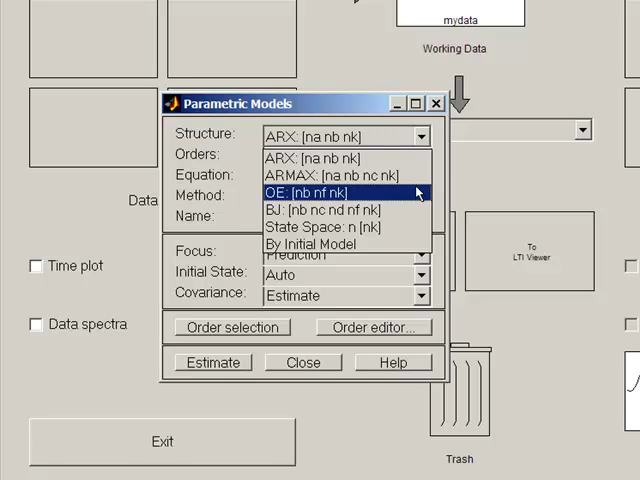 mydata
Working Data
Parametric Models
Structure:
ARX: [na nb nk]
Orders:
ARX: [na nb nk]
Equation:
ARMAX: [na nb nc nk]
Method:
OE: [nb nf nk]
Name:
BJ: [nb nc nd nf nk]
State Space: n [nk]
By Initial Model
Focus:
Prediction
Initial State:
Auto
Covariance:
Estimate
Order selection
Order editor...
Estimate
Close
Help
Data
To
LTI Viewer
Time plot
Data spectra
Exit
Trash